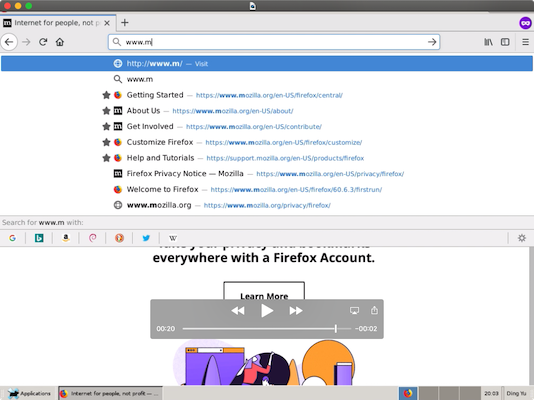 Internet for people, not p
www.m
http://www.m/ — Visit
www.m
Getting Started — https://www.mozilla.org/en-US/firefox/central/
About Us — https://www.mozilla.org/en-US/about/
Get Involved — https://www.mozilla.org/en-US/contribute/
Customize Firefox — https://www.mozilla.org/en-US/firefox/customize/
Help and Tutorials — https://support.mozilla.org/en-US/products/firefox
Firefox Privacy Notice — Mozilla — https://www.mozilla.org/en-US/privacy/firefox/
Welcome to Firefox — https://www.mozilla.org/en-US/firefox/60.6.3/firstrun/
www.mozilla.org — https://www.mozilla.org/privacy/firefox/
Search for www.m with:
G b a W
Take your privacy and bookmarks
everywhere with a Firefox Account.
Learn More
00:20 -00:02
Applications Internet for people, not profit — ... 20:03 Ding Yu